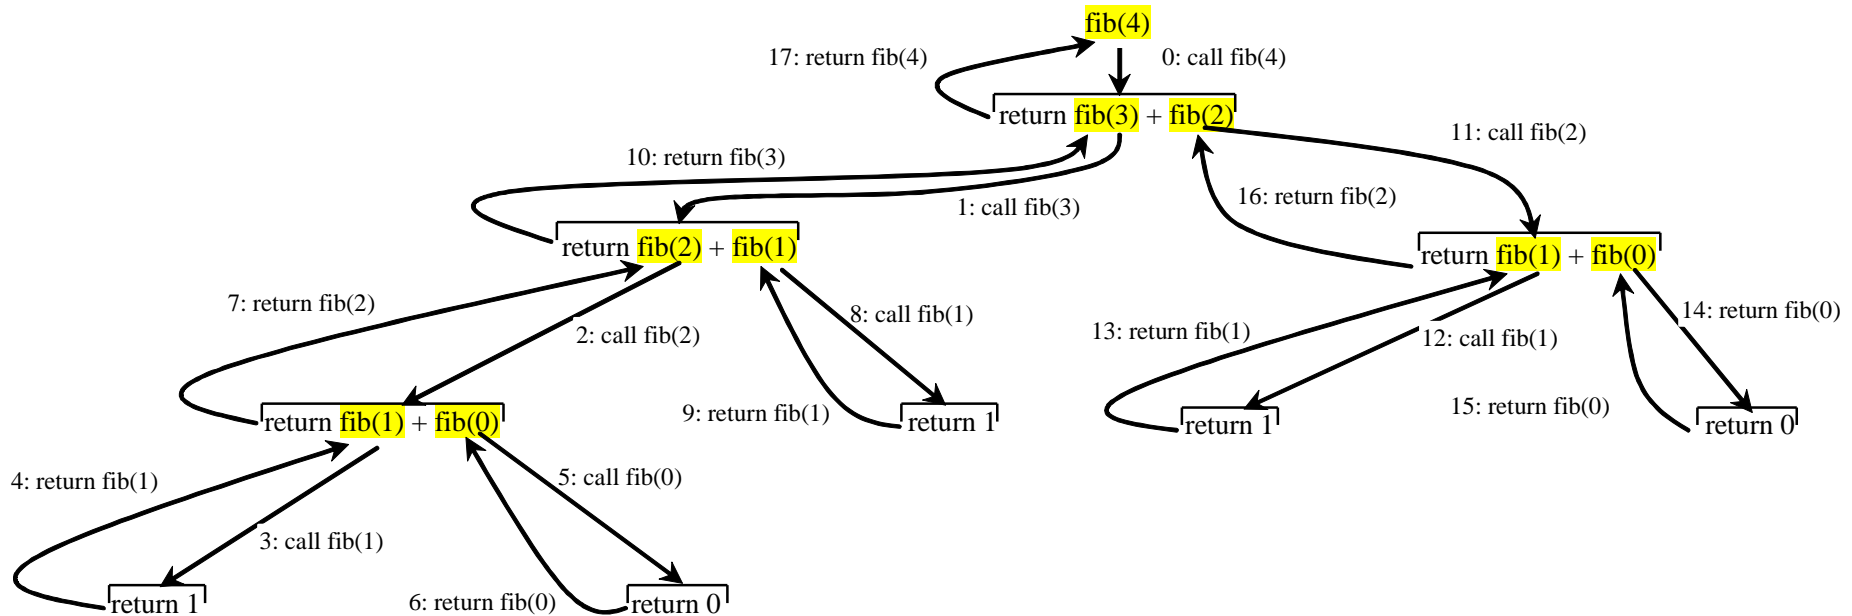 fib(4)
17: return fib(4)
0: call fib(4)
return fib(3) + fib(2)
11: call fib(2)
10: return fib(3)
1: call fib(3)
16: return fib(2)
return fib(2) + fib(1)
return fib(1) + fib(0)
7: return fib(2)
2: call fib(2)
8: call fib(1)
13: return fib(1)
12: call fib(1)
14: return fib(0)
return fib(1) + fib(0)
9: return fib(1)
return 1
return 1
15: return fib(0)
return 0
4: return fib(1)
5: call fib(0)
3: call fib(1)
return 1
6: return fib(0)
return 0